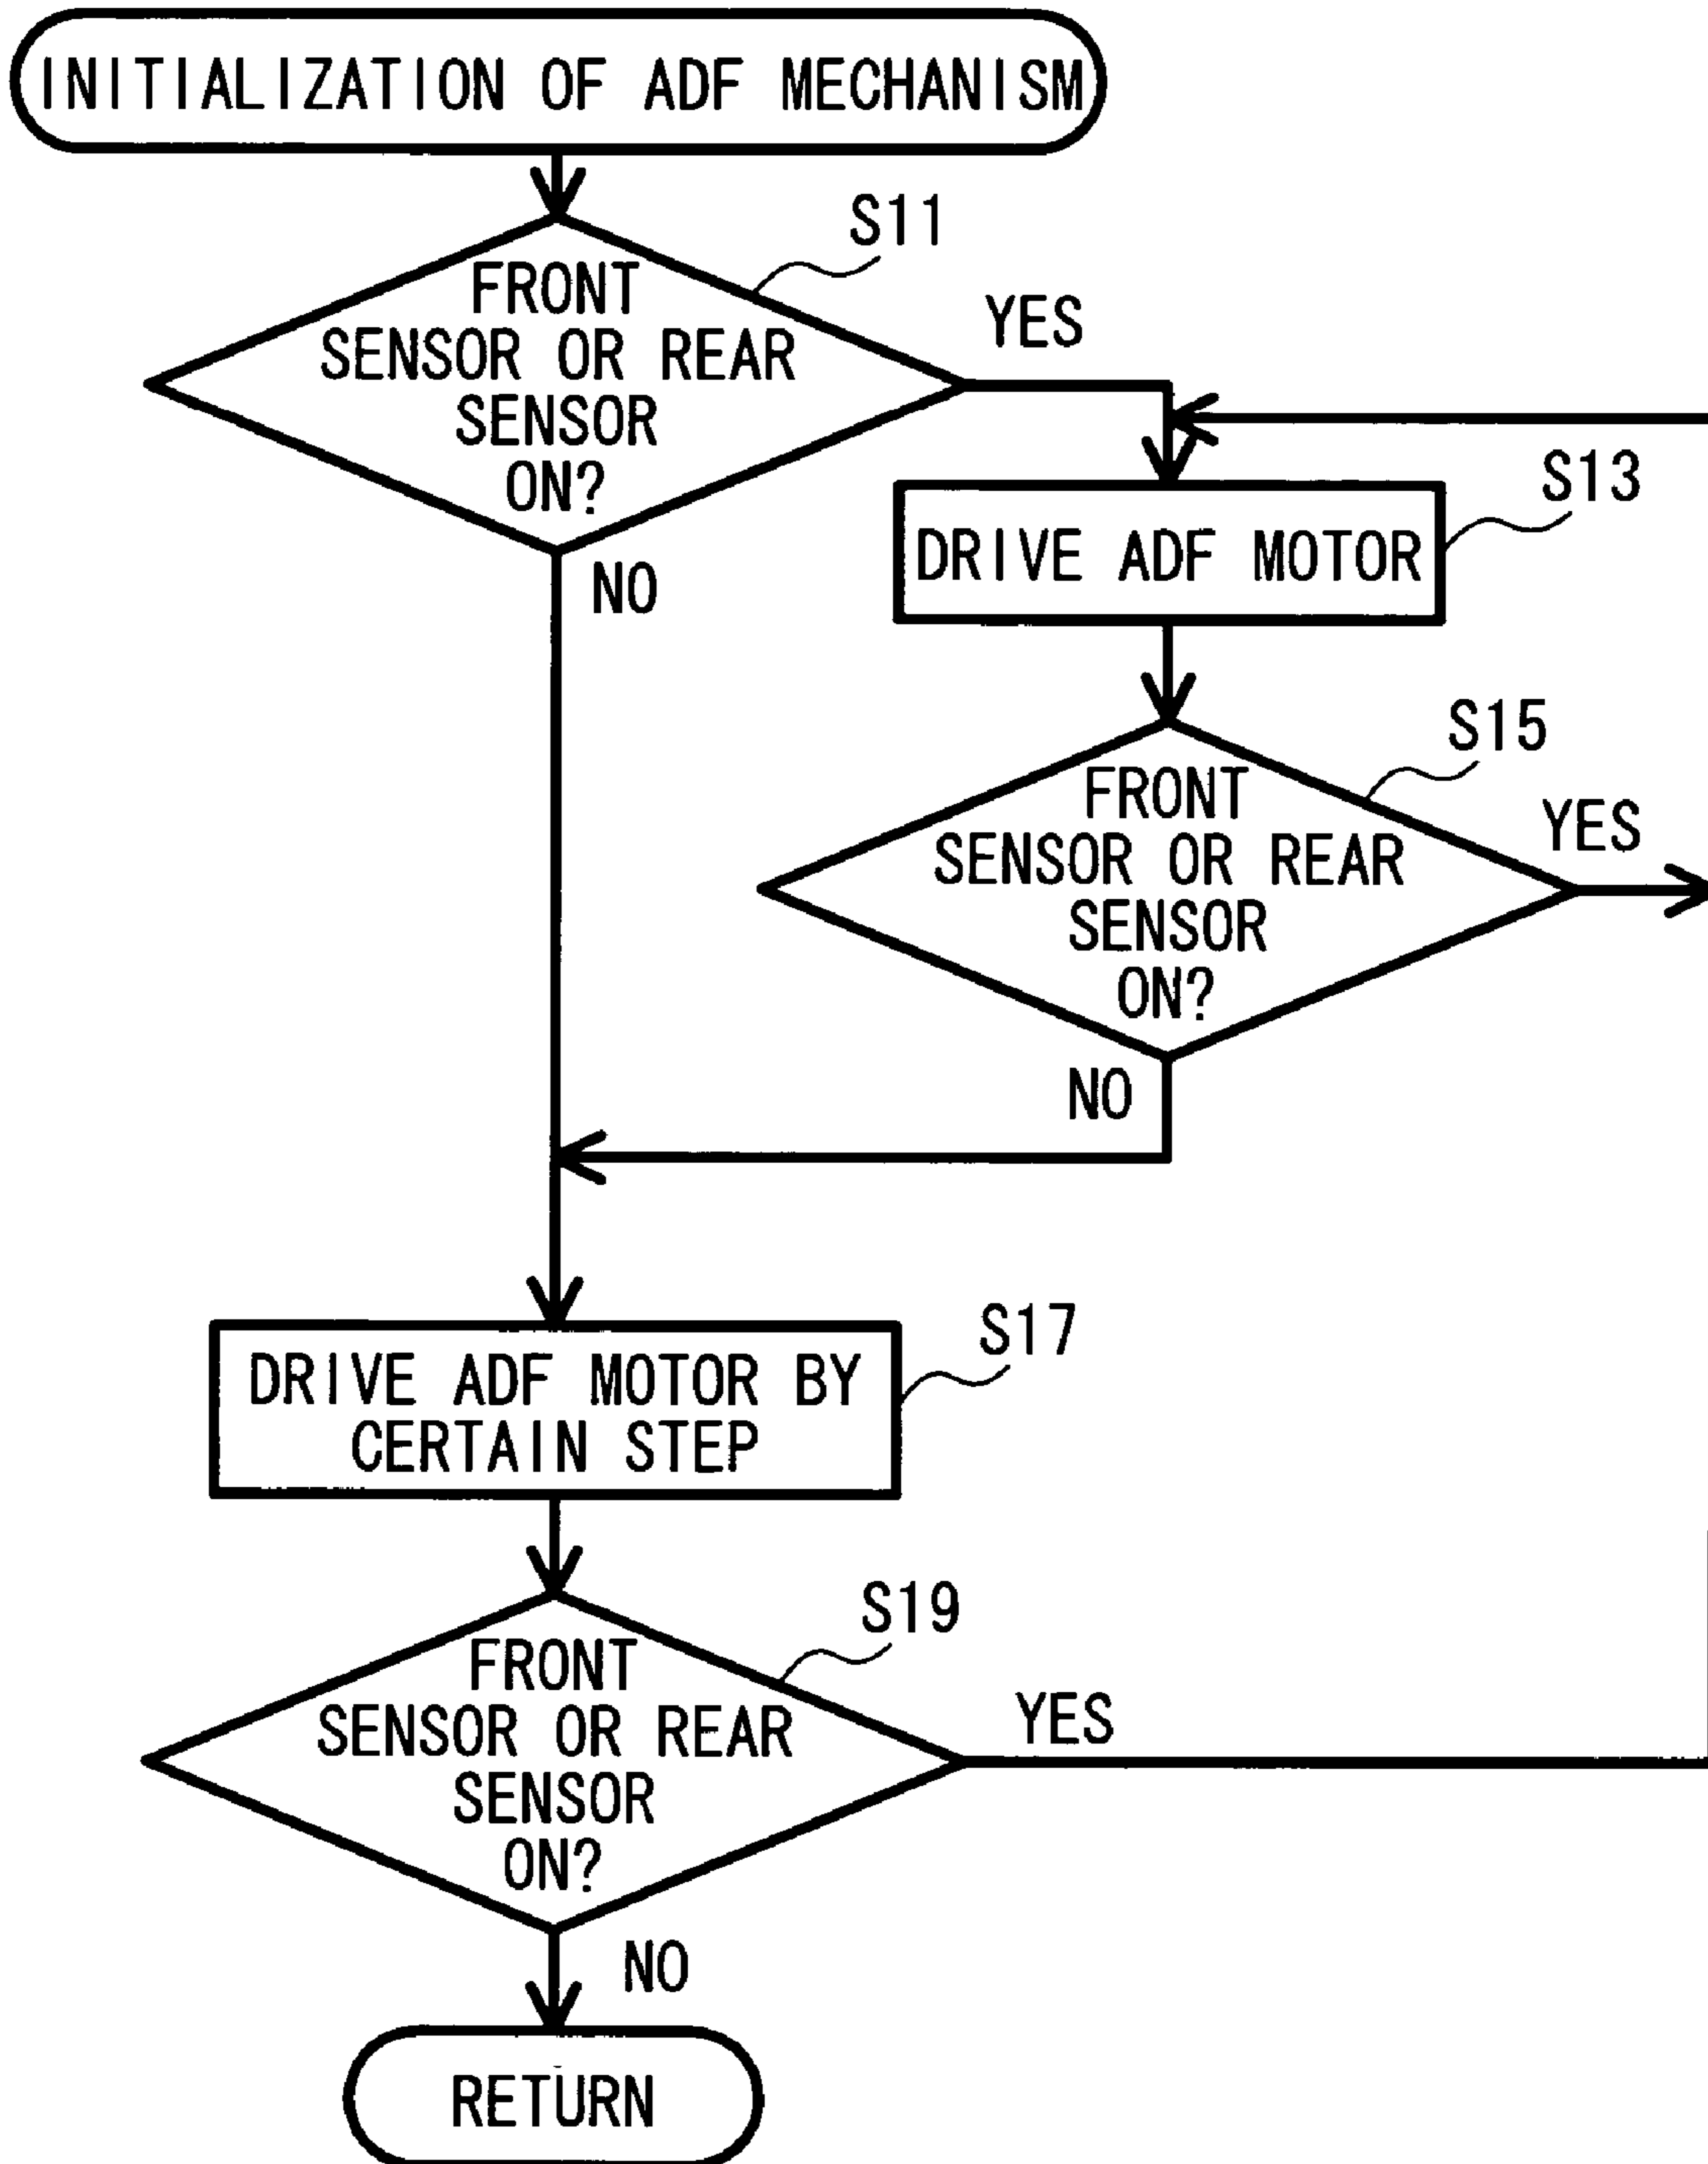 INITIALIZATION OF ADF MECHANISM
S11
FRONT
SENSOR OR REAR
SENSOR
ON?
YES
NO
S13
DRIVE ADF MOTOR
S15
FRONT
SENSOR OR REAR
SENSOR
ON?
YES
NO
S17
DRIVE ADF MOTOR BY
CERTAIN STEP
S19
FRONT
SENSOR OR REAR
SENSOR
ON?
YES
NO
RETURN